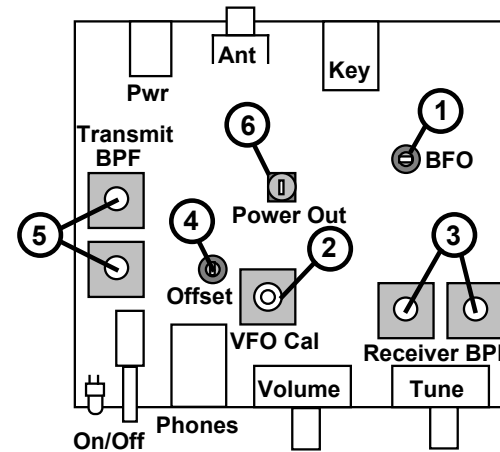 Ant
Key
Pwr
Transmit
BPF
6
1
BFO
Power Out
5
4
2
3
Offset
VFO Cal
Receiver BPF
Volume
Tune
Phones
On/Off